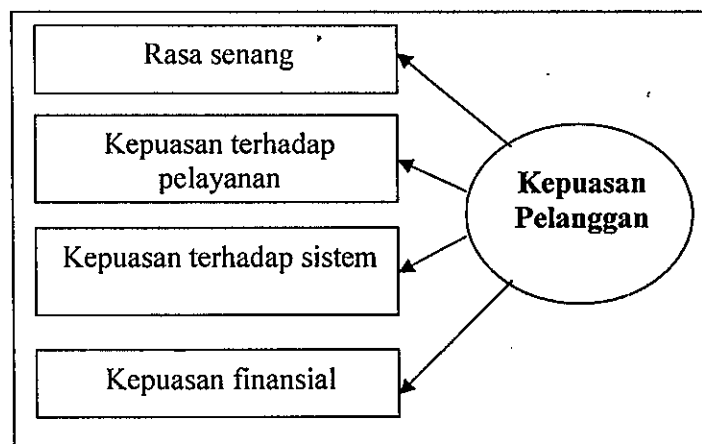 Rasa senang
Kepuasan terhadap
pelayanan
Kepuasan terhadap sistem
Kepuasan finansial
Kepuasan
Pelanggan